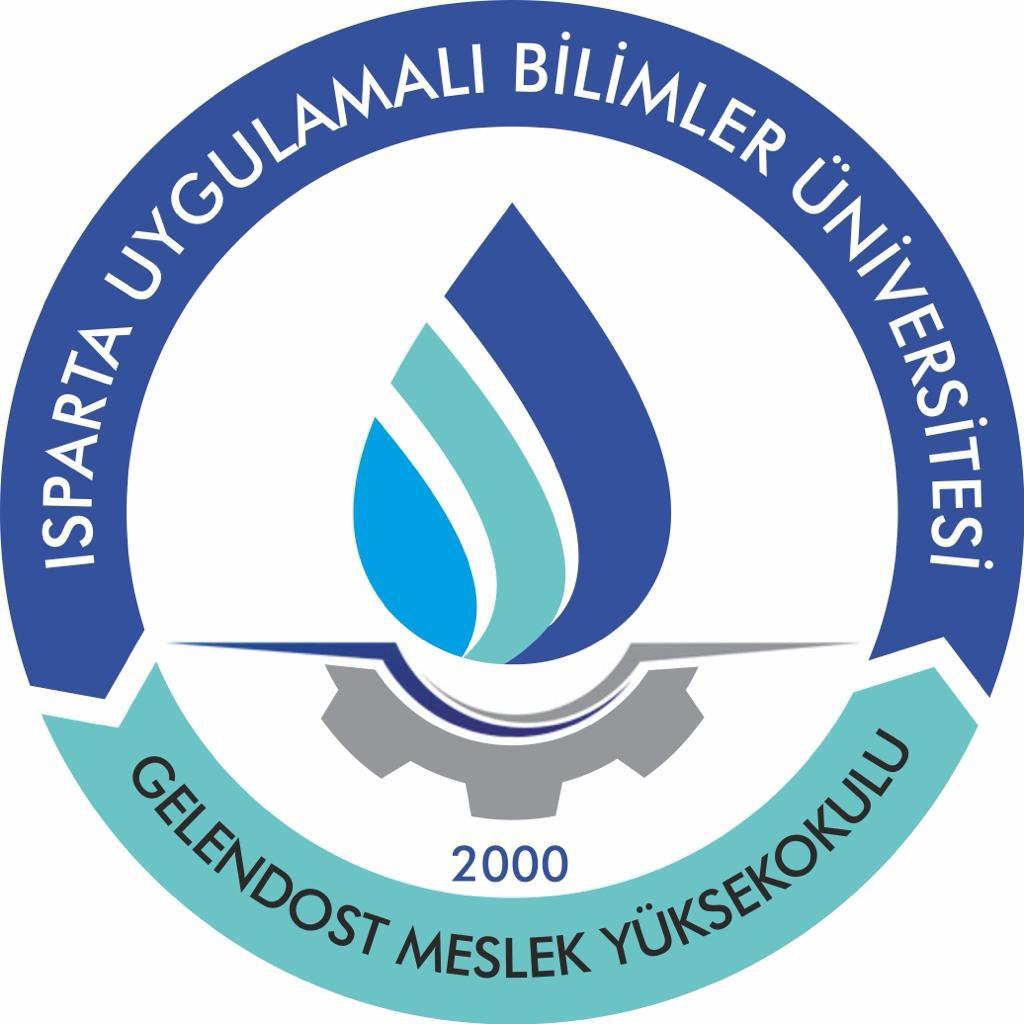 ISPARTA UYGULAMALI BİLİMLER ÜNİVERSİTESİ
2000
GELENDOST MESLEK YÜKSEKOKULU